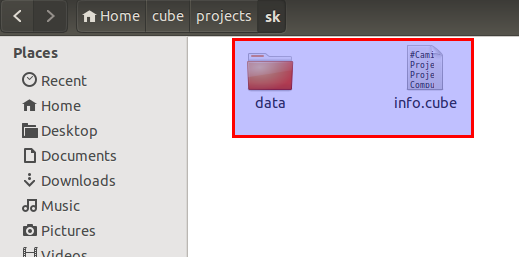 Home cube projects sk
Places
Recent
Home
Desktop
Documents
Downloads
Music
Pictures
Videos
data
info.cube
#Cami
Proje
Proje
Compu